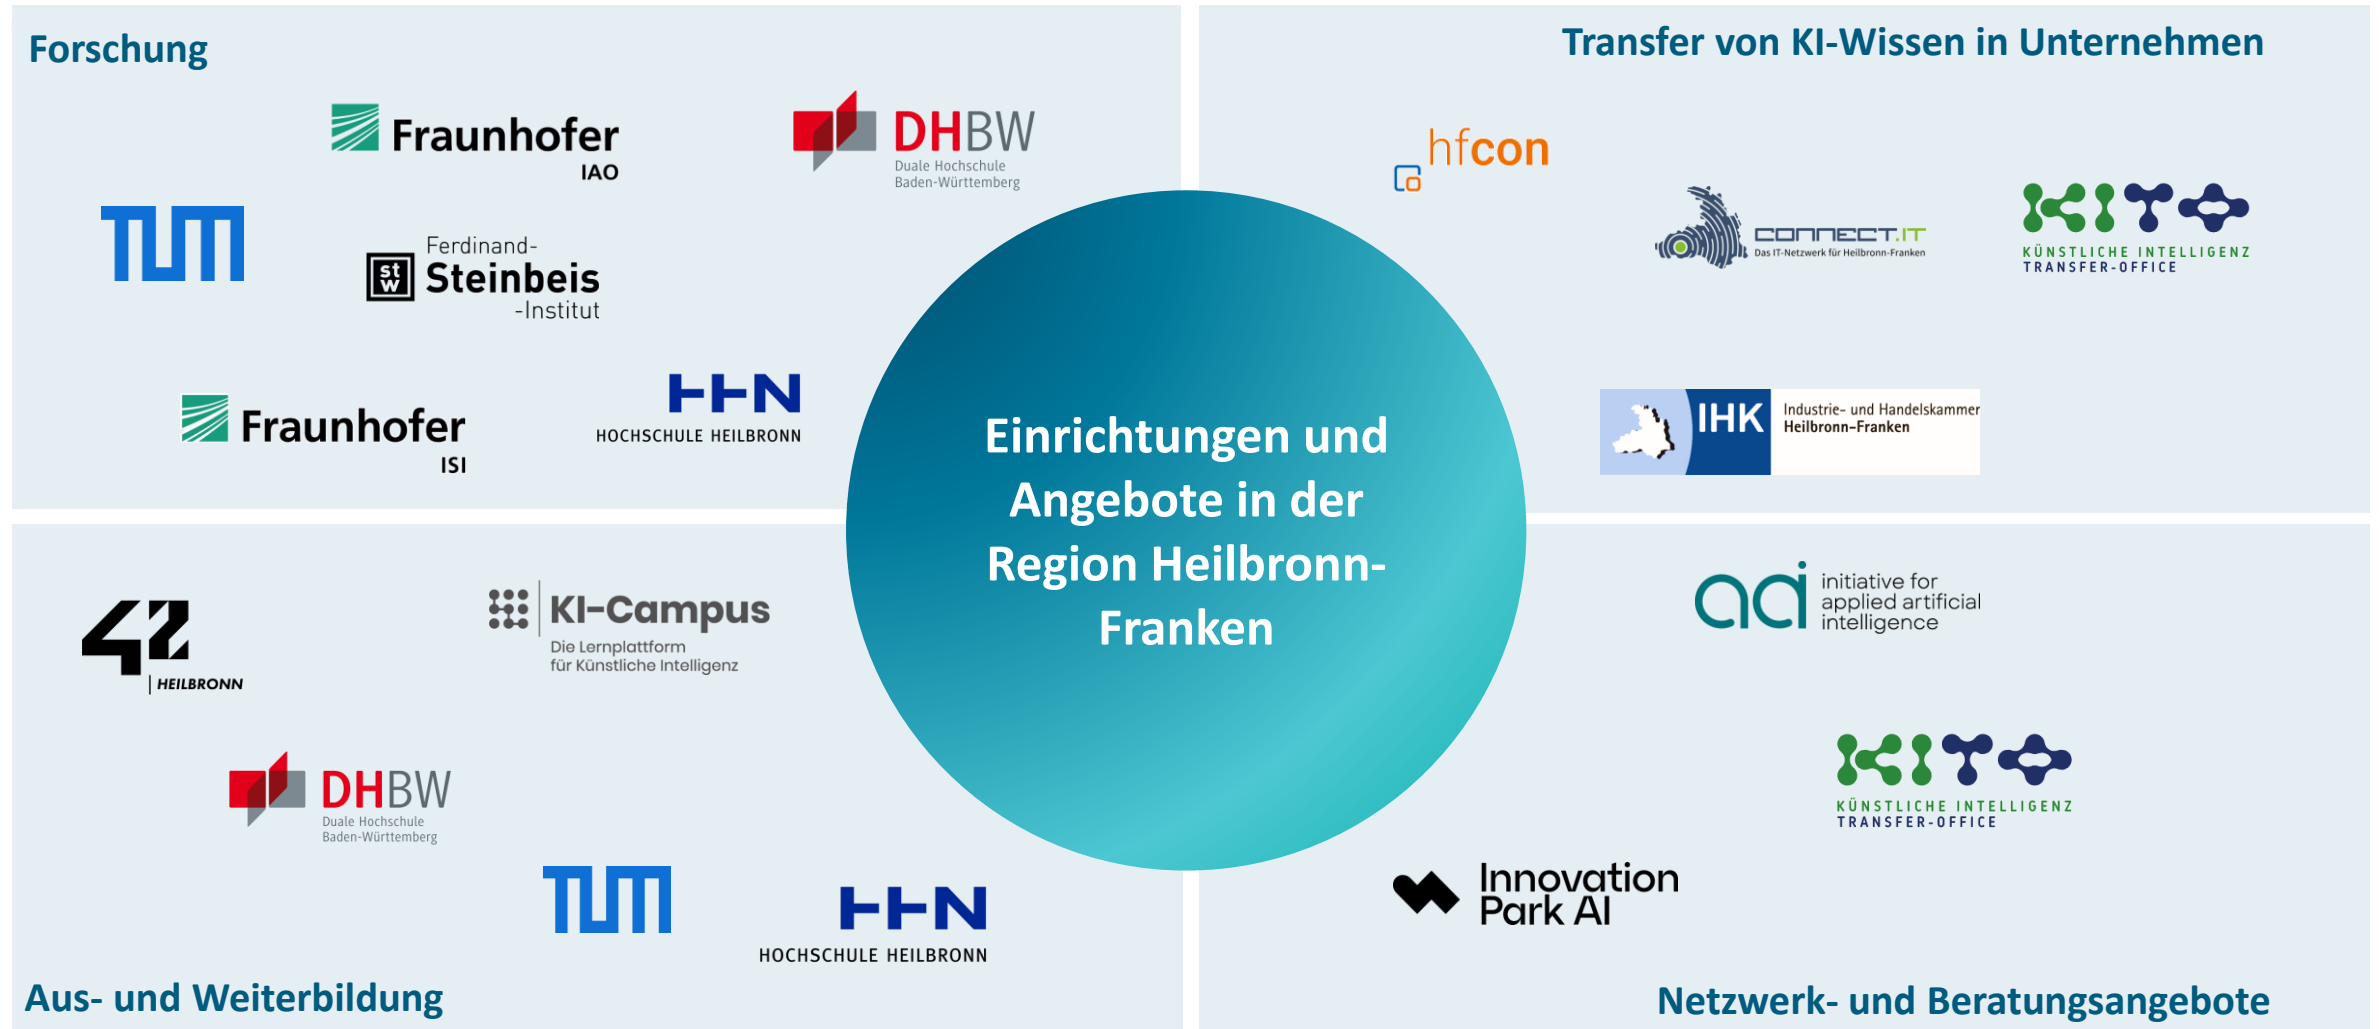 Forschung
Fraunhofer
IAO
DHBW
Duale Hochschule
Baden-Württemberg
TUM
Ferdinand-
st
w
Steinbeis
-Institut
Fraunhofer
ISI
HHN
HOCHSCHULE HEILBRONN
Transfer von KI-Wissen in Unternehmen
hfcon
CONNECT.IT
Das IT-Netzwerk für Heilbronn-Franken
KITO
KÜNSTLICHE INTELLIGENZ
TRANSFER-OFFICE
IHK
Industrie- und Handelskammer
Heilbronn-Franken
Einrichtungen und
Angebote in der
Region Heilbronn-
Franken
42
HEILBRONN
KI-Campus
Die Lernplattform
für Künstliche Intelligenz
DHBW
Duale Hochschule
Baden-Württemberg
TUM
HHN
HOCHSCHULE HEILBRONN
Aus- und Weiterbildung
aai
initiative for
applied artificial
intelligence
KITO
KÜNSTLICHE INTELLIGENZ
TRANSFER-OFFICE
Innovation
Park AI
Netzwerk- und Beratungsangebote